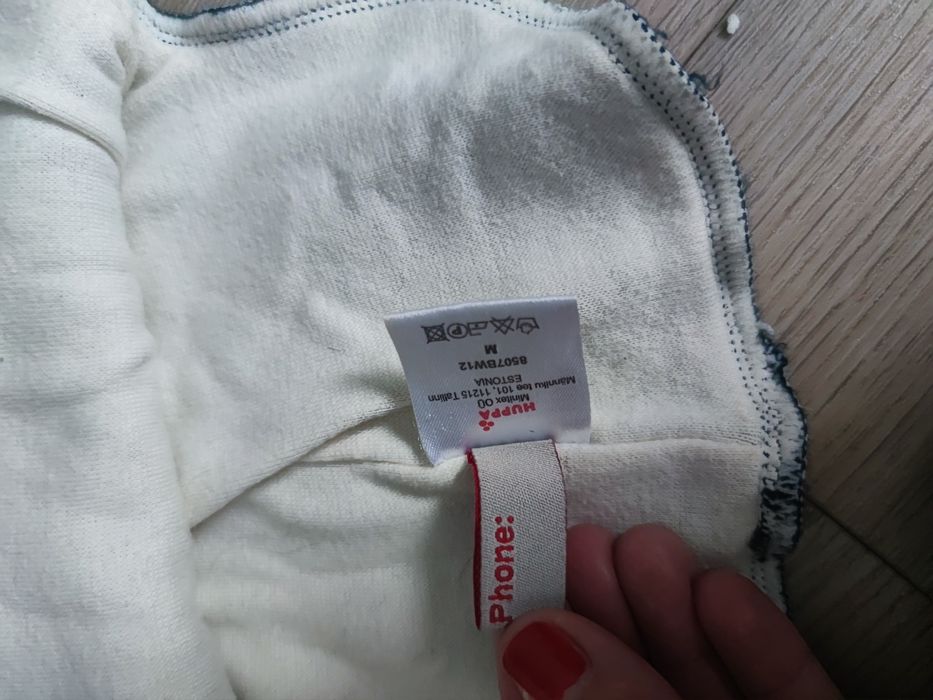 HUPPA
Minitex OÜ
Männiku tee 101, 11215 Tallinn
ESTONIA
8507BW12
M
Phone: